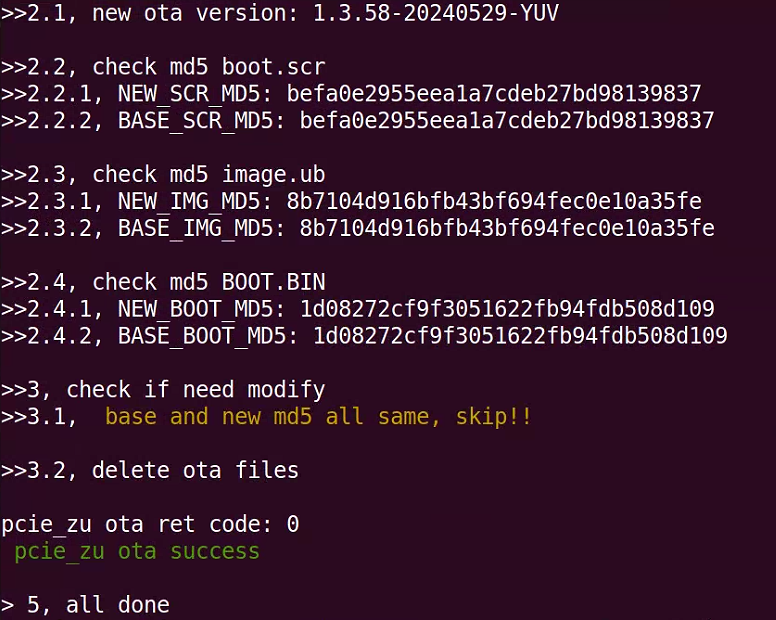 >>2.1, new ota version: 1.3.58-20240529-YUV
>>2.2, check md5 boot.scr
>>2.2.1, NEW_SCR_MD5: befa0e2955eea1a7cdeb27bd98139837
>>2.2.2, BASE_SCR_MD5: befa0e2955eea1a7cdeb27bd98139837
>>2.3, check md5 image.ub
>>2.3.1, NEW_IMG_MD5: 8b7104d916bfb43bf694fec0e10a35fe
>>2.3.2, BASE_IMG_MD5: 8b7104d916bfb43bf694fec0e10a35fe
>>2.4, check md5 BOOT.BIN
>>2.4.1, NEW_BOOT_MD5: 1d08272cf9f3051622fb94fdb508d109
>>2.4.2, BASE_BOOT_MD5: 1d08272cf9f3051622fb94fdb508d109
>>3, check if need modify
>>3.1,  base and new md5 all same, skip!!
>>3.2, delete ota files
pcie_zu ota ret code: 0
pcie_zu ota success
> 5, all done